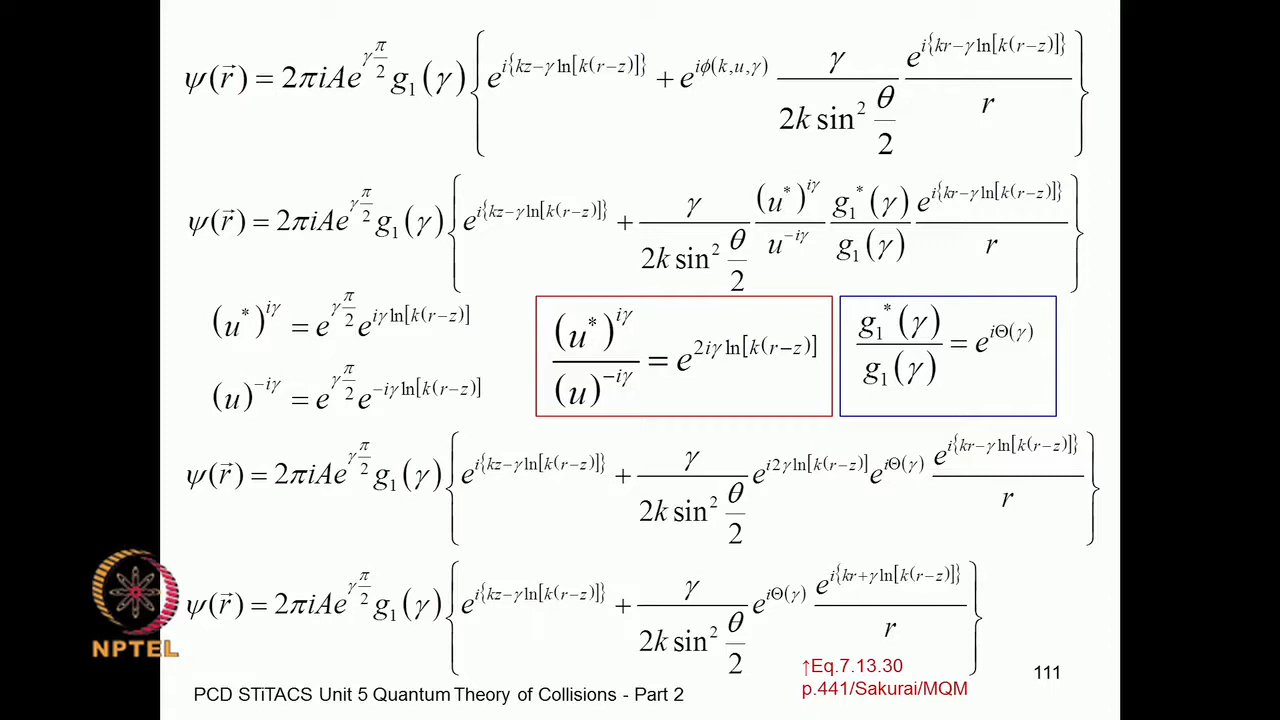 ψ(r⃗) = 2πiAe^{γπ/2} g₁(γ) { e^{i{kz−γ ln[k(r−z)]}} + e^{iϕ(k,u,γ)} γ/(2k sin² θ/2) e^{i{kr−γ ln[k(r−z)]}}/r }
ψ(r⃗) = 2πiAe^{γπ/2} g₁(γ) { e^{i{kz−γ ln[k(r−z)]}} + γ/(2k sin² θ/2) (u*)^{iγ}/u^{−iγ} g₁*(γ)/g₁(γ) e^{i{kr−γ ln[k(r−z)]}}/r }
(u*)^{iγ} = e^{γπ/2} e^{iγ ln[k(r−z)]}
(u)^{−iγ} = e^{γπ/2} e^{−iγ ln[k(r−z)]}
(u*)^{iγ}/(u)^{−iγ} = e^{2iγ ln[k(r−z)]}
g₁*(γ)/g₁(γ) = e^{iΘ(γ)}
ψ(r⃗) = 2πiAe^{γπ/2} g₁(γ) { e^{i{kz−γ ln[k(r−z)]}} + γ/(2k sin² θ/2) e^{i2γ ln[k(r−z)]} e^{iΘ(γ)} e^{i{kr−γ ln[k(r−z)]}}/r }
ψ(r⃗) = 2πiAe^{γπ/2} g₁(γ) { e^{i{kz−γ ln[k(r−z)]}} + γ/(2k sin² θ/2) e^{iΘ(γ)} e^{i{kr+γ ln[k(r−z)]}}/r }
NPTEL
↑Eq.7.13.30
p.441/Sakurai/MQM
111
PCD STiTACS Unit 5 Quantum Theory of Collisions - Part 2